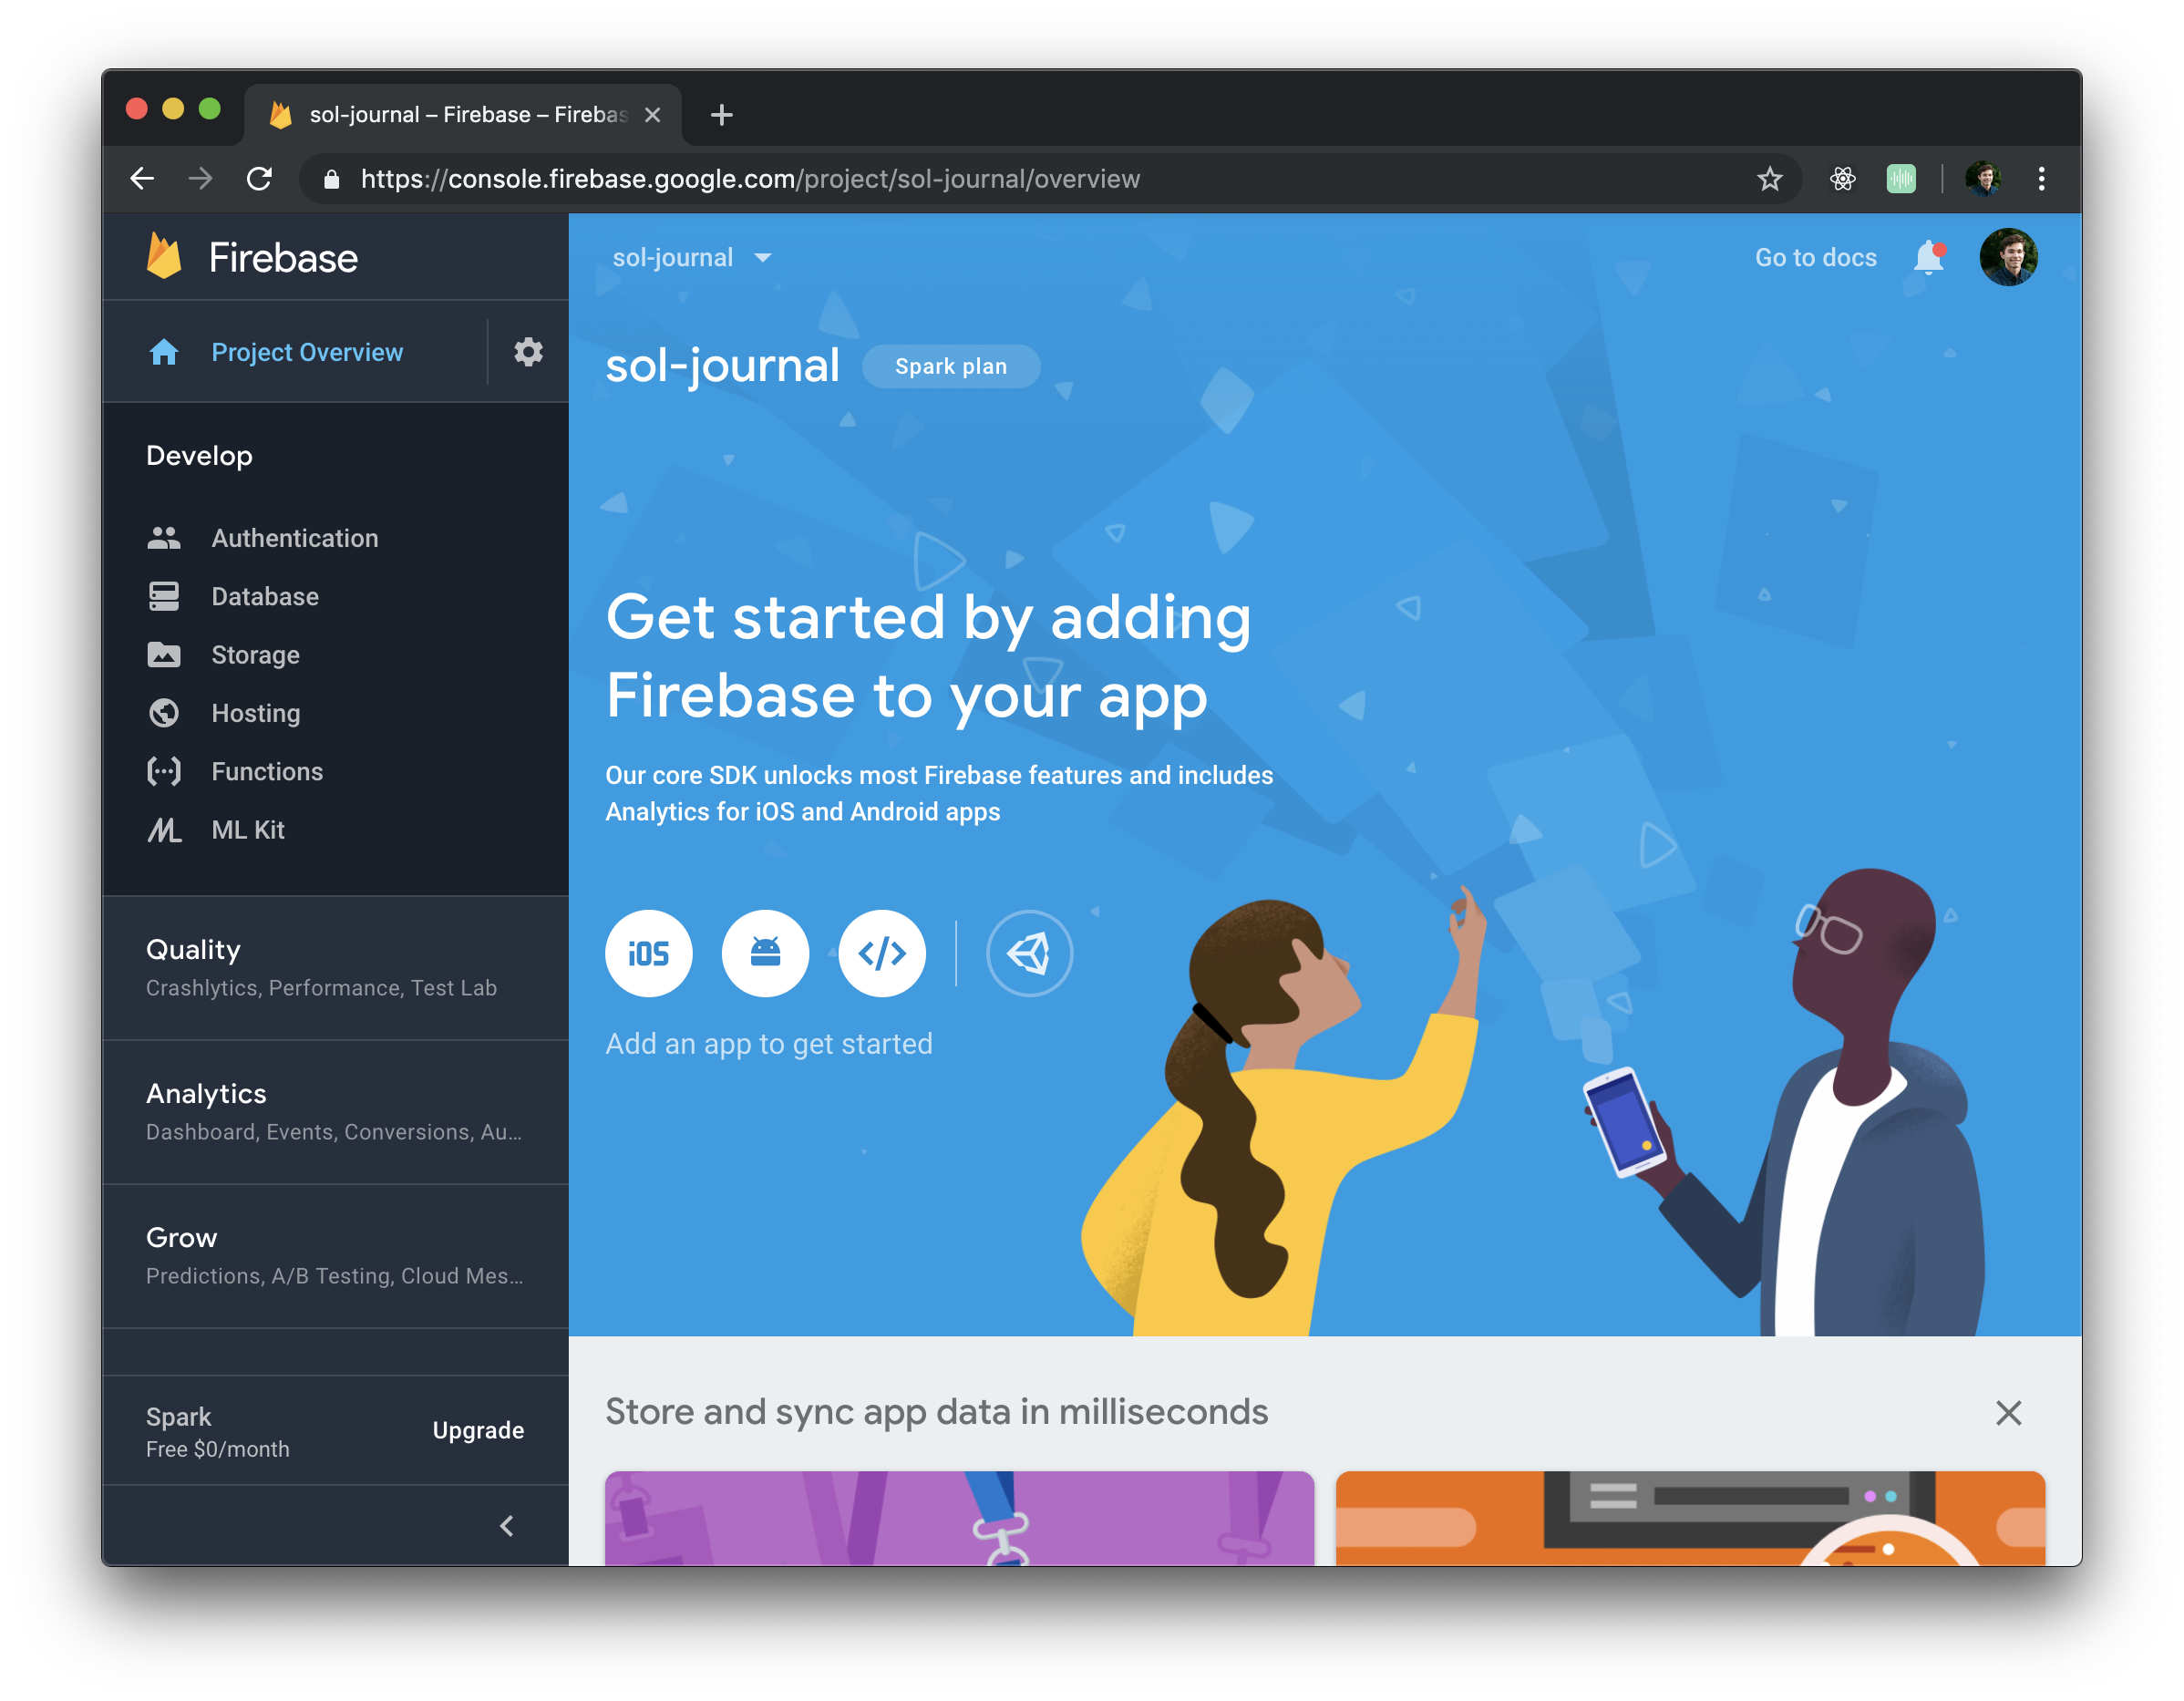 sol-journal – Firebase – Firebas
https://console.firebase.google.com/project/sol-journal/overview
Firebase
Project Overview
Develop
Authentication
Database
Storage
Hosting
Functions
ML Kit
Quality
Crashlytics, Performance, Test Lab
Analytics
Dashboard, Events, Conversions, Au...
Grow
Predictions, A/B Testing, Cloud Mes...
Spark
Free $0/month
Upgrade
sol-journal
Go to docs
sol-journal
Spark plan
Get started by adding
Firebase to your app
Our core SDK unlocks most Firebase features and includes
Analytics for iOS and Android apps
iOS
Add an app to get started
Store and sync app data in milliseconds